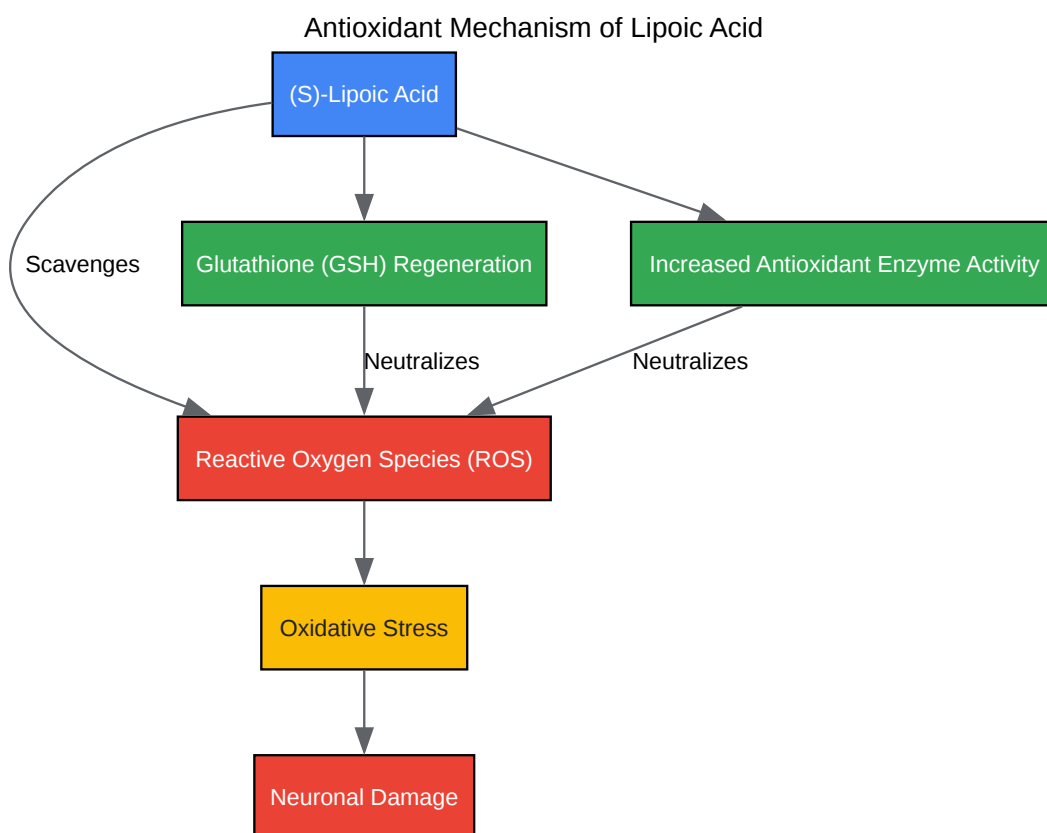 Antioxidant Mechanism of Lipoic Acid
(S)-Lipoic Acid
Scavenges
Glutathione (GSH) Regeneration
Increased Antioxidant Enzyme Activity
Neutralizes
Neutralizes
Reactive Oxygen Species (ROS)
Oxidative Stress
Neuronal Damage